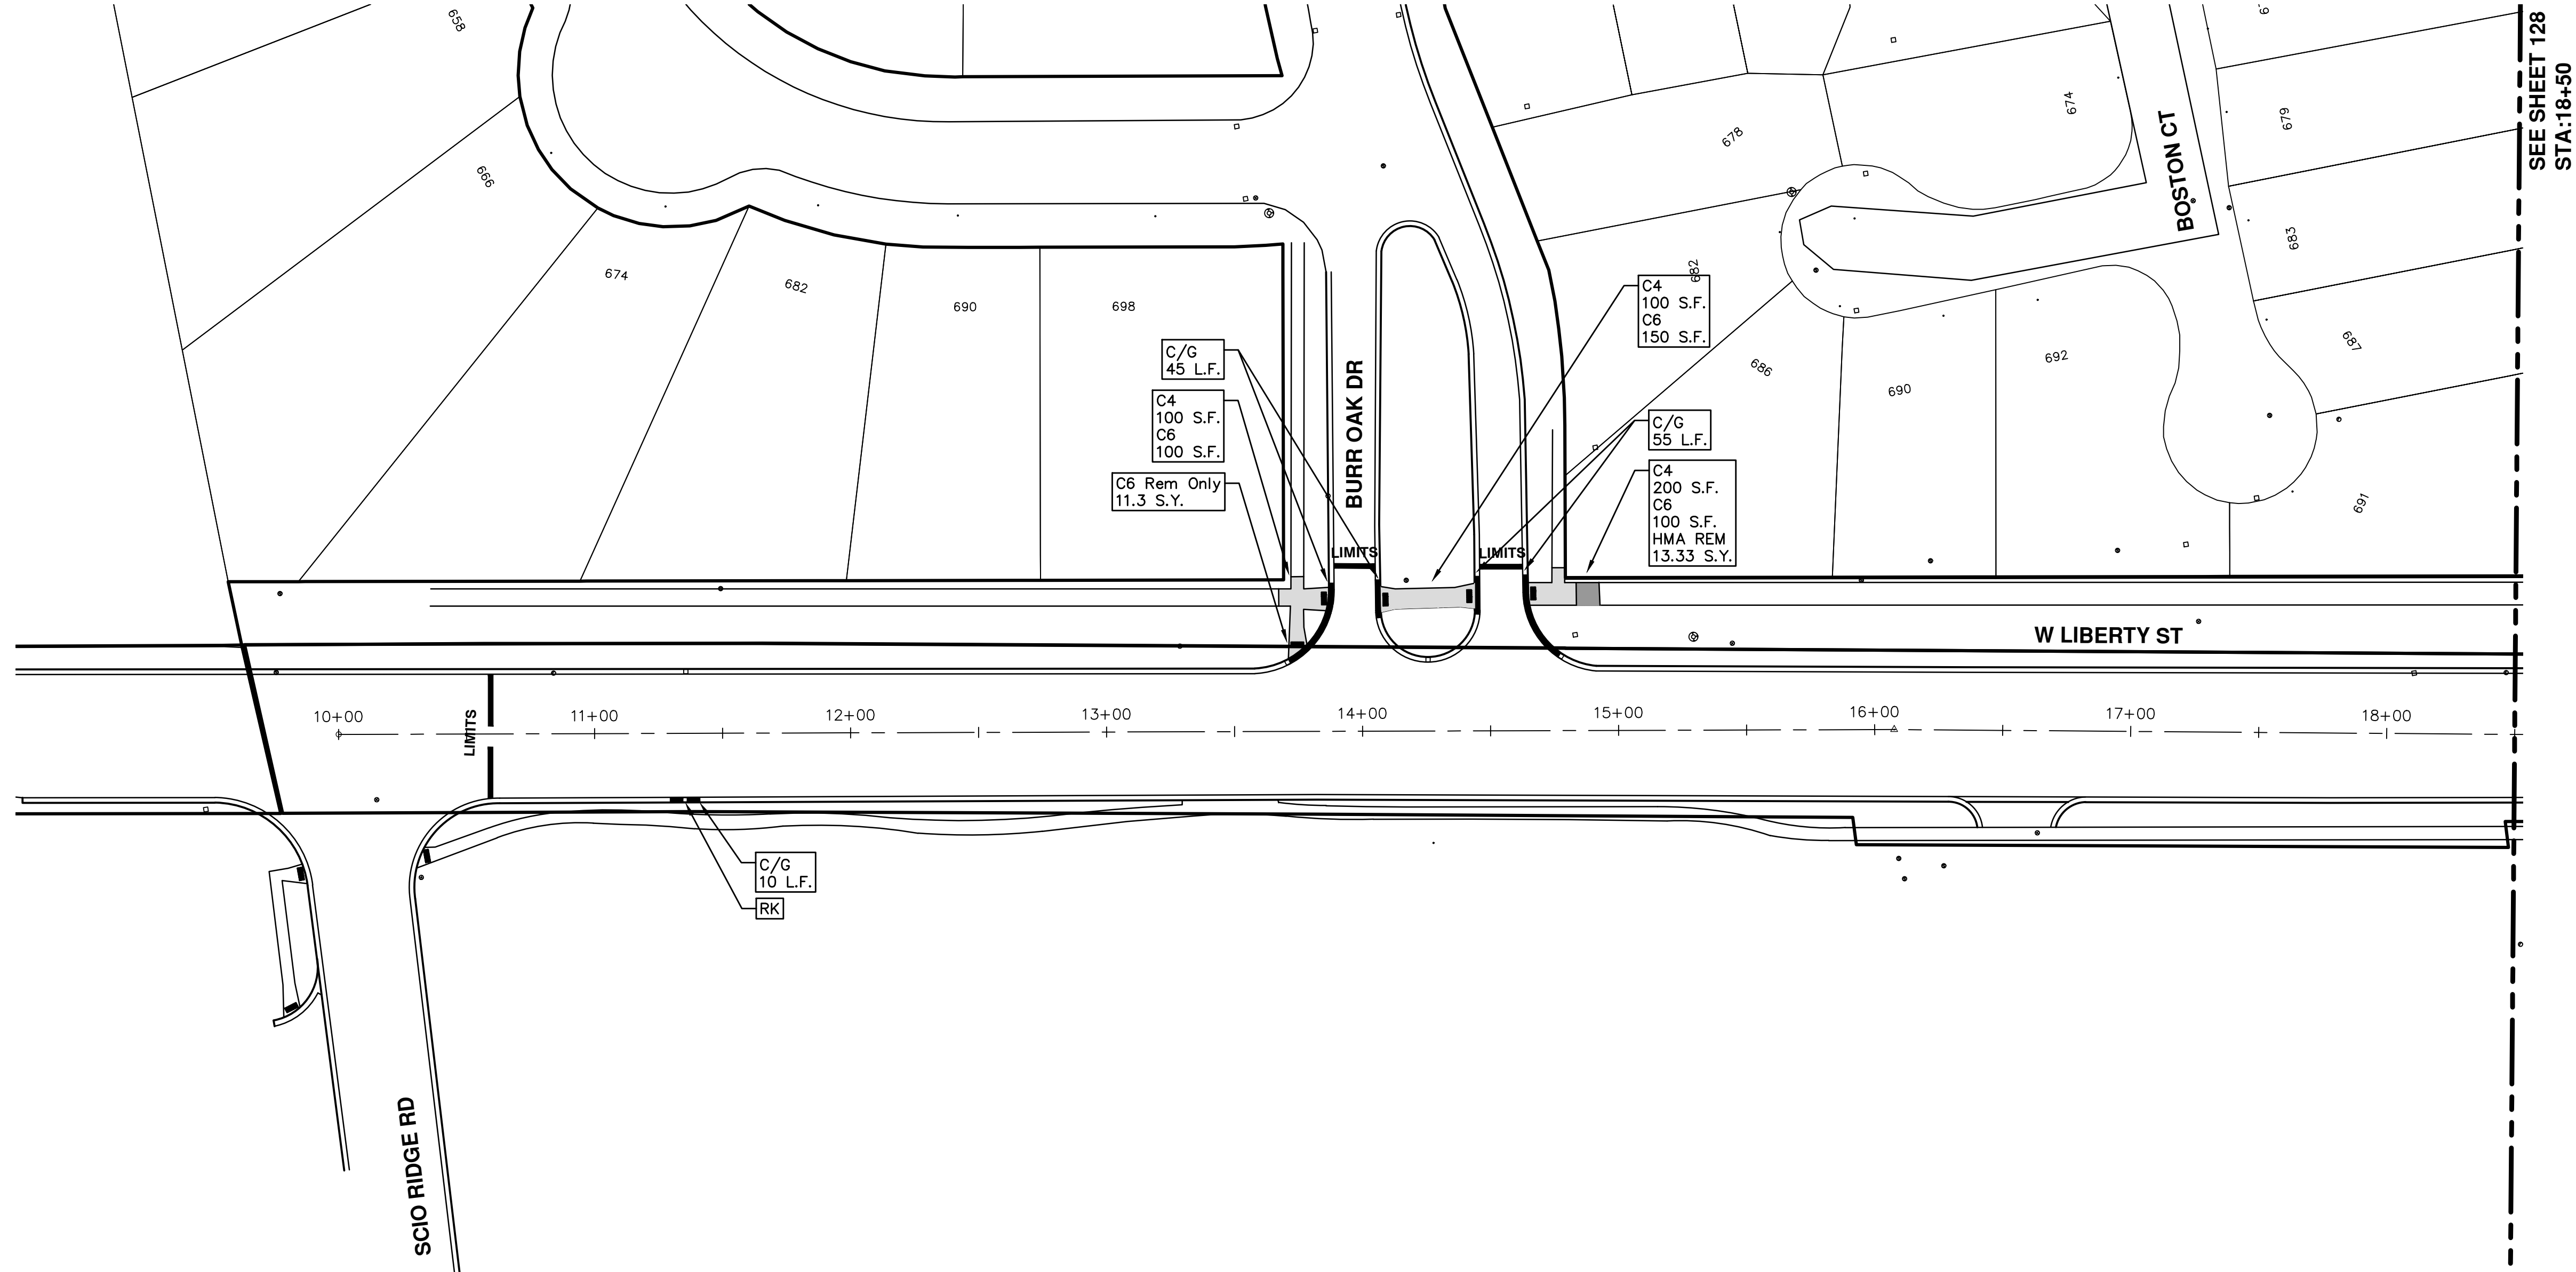 658
666
674
682
690
698
C/G
45 L.F.
C4
100 S.F.
C6
100 S.F.
C6 Rem Only
11.3 S.Y.
BURR OAK DR
LIMITS
LIMITS
C4
100 S.F.
C6
150 S.F.
C/G
55 L.F.
C4
200 S.F.
C6
100 S.F.
HMA REM
13.33 S.Y.
678
682
686
690
692
674
BOSTON CT
679
683
687
691
SEE SHEET 128
STA:18+50
W LIBERTY ST
LIMITS
10+00
11+00
12+00
13+00
14+00
15+00
16+00
17+00
18+00
C/G
10 L.F.
RK
SCIO RIDGE RD